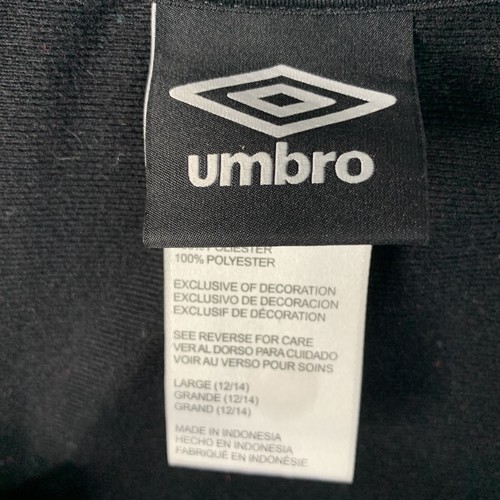 umbro
100% POLYESTER
EXCLUSIVE OF DECORATION
EXCLUSIVO DE DECORACION
EXCLUSIF DE DÉCORATION
SEE REVERSE FOR CARE
VER AL DORSO PARA CUIDADO
VOIR AU VERSO POUR SOINS
LARGE (12/14)
GRANDE (12/14)
GRAND (12/14)
MADE IN INDONESIA
HECHO EN INDONESIA
FABRIQUÉ EN INDONÉSIE